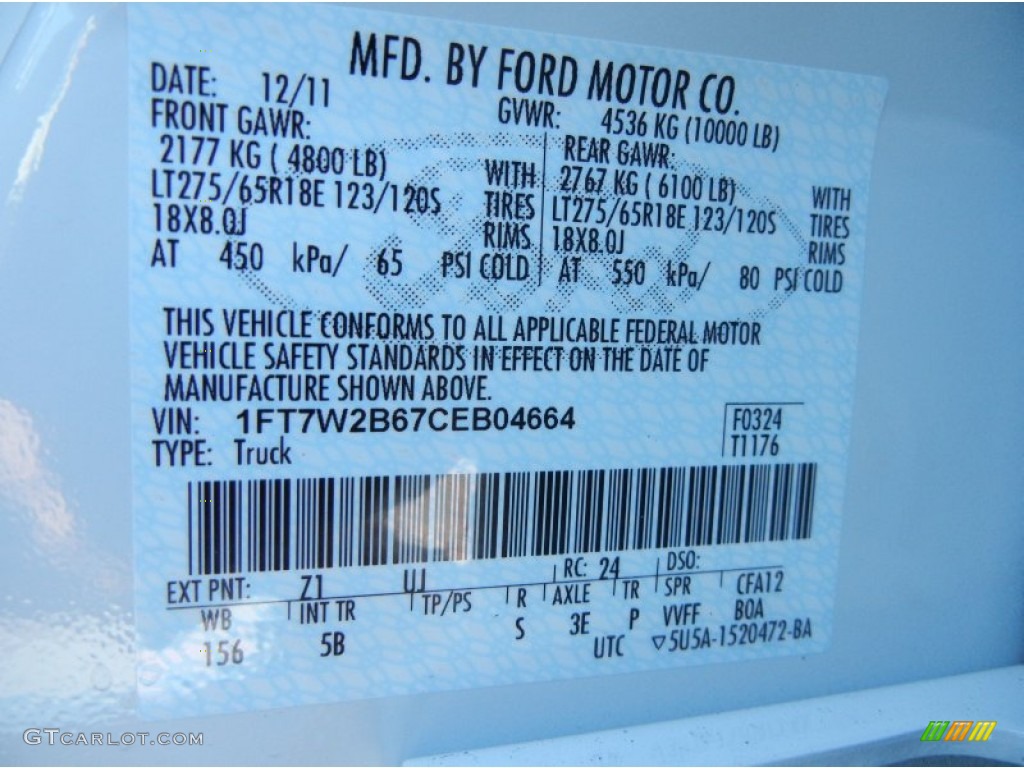 MFD. BY FORD MOTOR CO.
DATE: 12/11 GVWR: 4536 KG (10000 LB)
FRONT GAWR: REAR GAWR:
2177 KG ( 4800 LB) WITH 2767 KG ( 6100 LB) WITH
LT275/65R18E 123/120S TIRES LT275/65R18E 123/120S TIRES
18X8.0J RIMS 18X8.0J RIMS
AT 450 kPa/ 65 PSI COLD AT 550 kPa/ 80 PSI COLD
THIS VEHICLE CONFORMS TO ALL APPLICABLE FEDERAL MOTOR
VEHICLE SAFETY STANDARDS IN EFFECT ON THE DATE OF
MANUFACTURE SHOWN ABOVE.
VIN: 1FT7W2B67CEB04664 F0324
TYPE: Truck T1176
EXT PNT: Z1 UJ RC: 24 DSO:
WB INT TR TP/PS R AXLE TR SPR CFA12
156 5B S 3E P VVFF BOA
UTC ▽5U5A-1520472-BA
GTCARLOT.COM